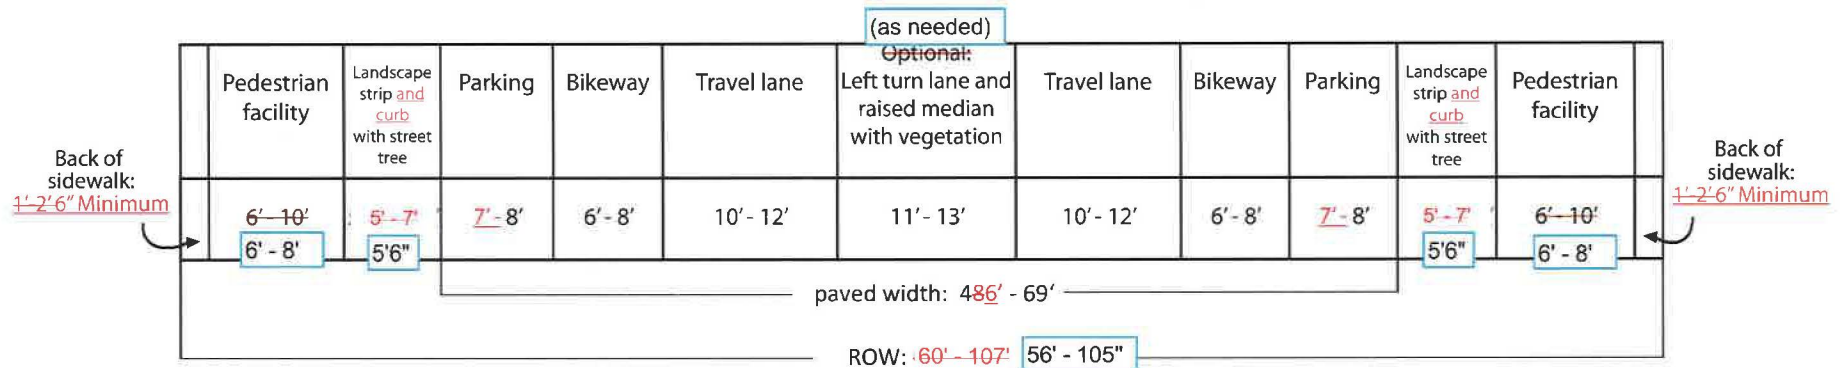 (as needed)
Optional:
Pedestrian facility
Landscape strip and curb with street tree
Parking
Bikeway
Travel lane
Left turn lane and raised median with vegetation
Travel lane
Bikeway
Parking
Landscape strip and curb with street tree
Pedestrian facility
Back of sidewalk:
1'-2'6" Minimum
6' - 10'
5' - 7'
7' - 8'
6' - 8'
10' - 12'
11' - 13'
10' - 12'
6' - 8'
7' - 8'
5' - 7'
6' - 10'
Back of sidewalk:
1'-2'6" Minimum
6' - 8'
5'6"
5'6"
6' - 8'
paved width: 486' - 69'
ROW: 60' - 107' 56' - 105"